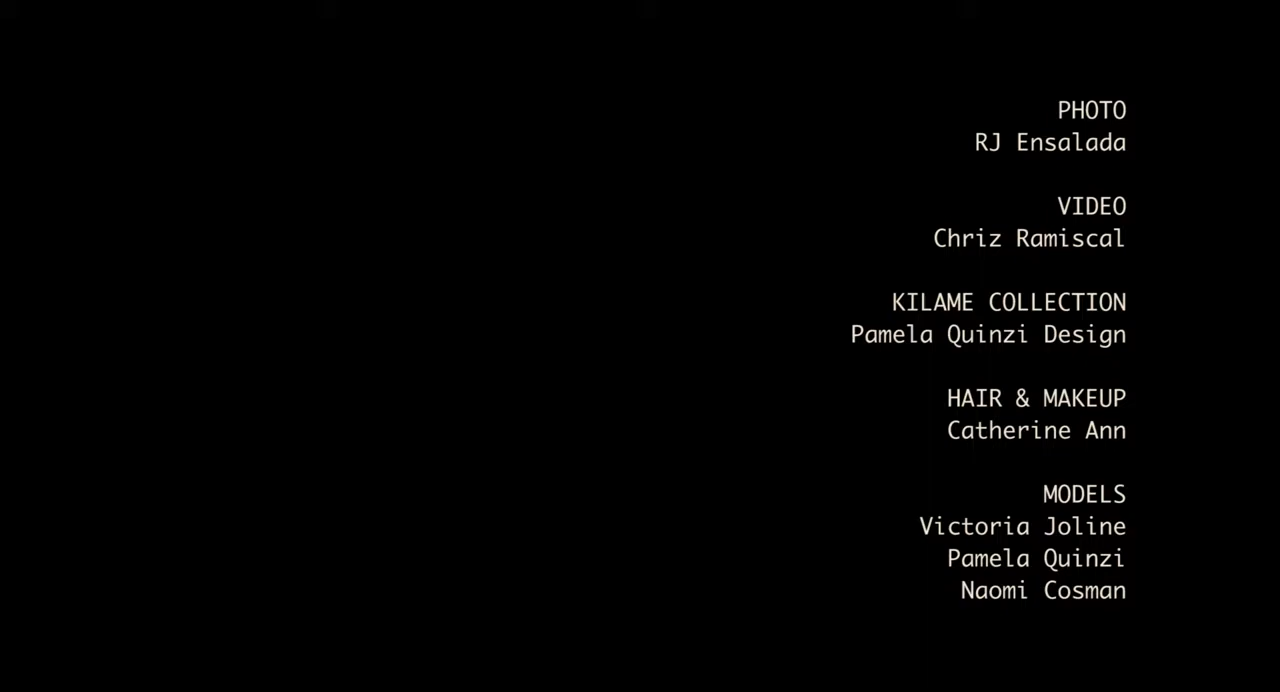 PHOTO
RJ Ensalada
VIDEO
Chriz Ramiscal
KILAME COLLECTION
Pamela Quinzi Design
HAIR & MAKEUP
Catherine Ann
MODELS
Victoria Joline
Pamela Quinzi
Naomi Cosman